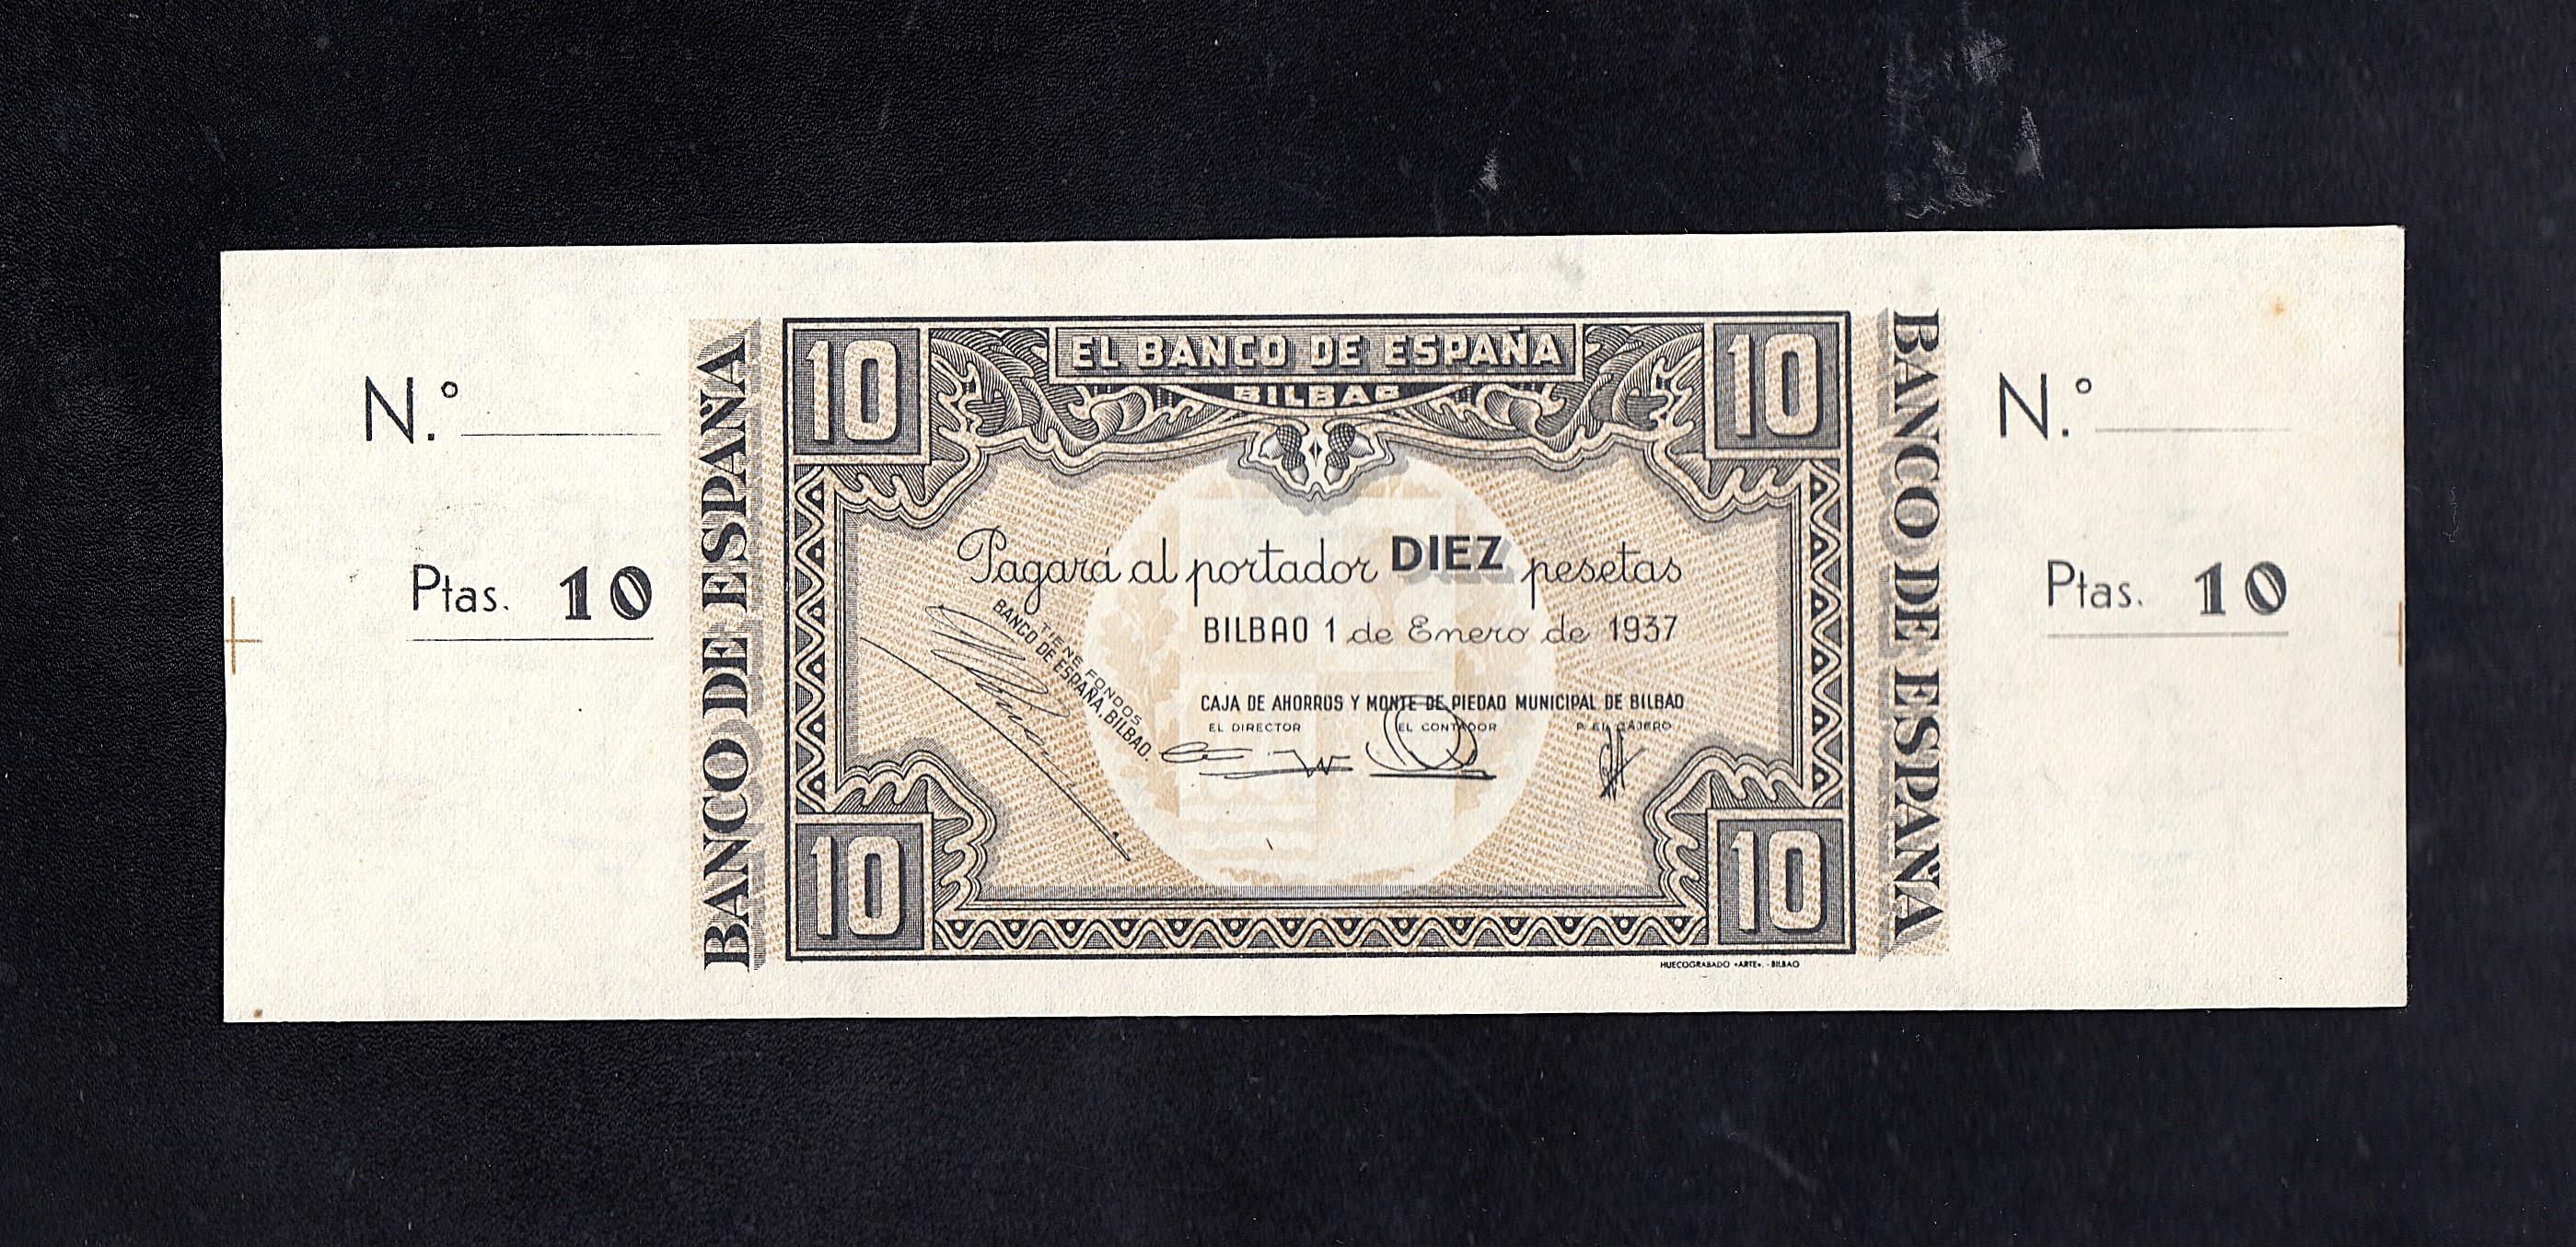 N.º
Ptas. 10
BANCO DE ESPAÑA
10
EL BANCO DE ESPAÑA
10
BILBAO
Pagará al portador DIEZ pesetas
BILBAO 1 de Enero de 1937
TIENE FONDOS
BANCO DE ESPAÑA, BILBAO.
CAJA DE AHORROS Y MONTE DE PIEDAD MUNICIPAL DE BILBAO
EL DIRECTOR EL CONTADOR P. EL CAJERO
10
10
HUECOGRABADO «ARTE». - BILBAO
BANCO DE ESPAÑA
N.º
Ptas. 10